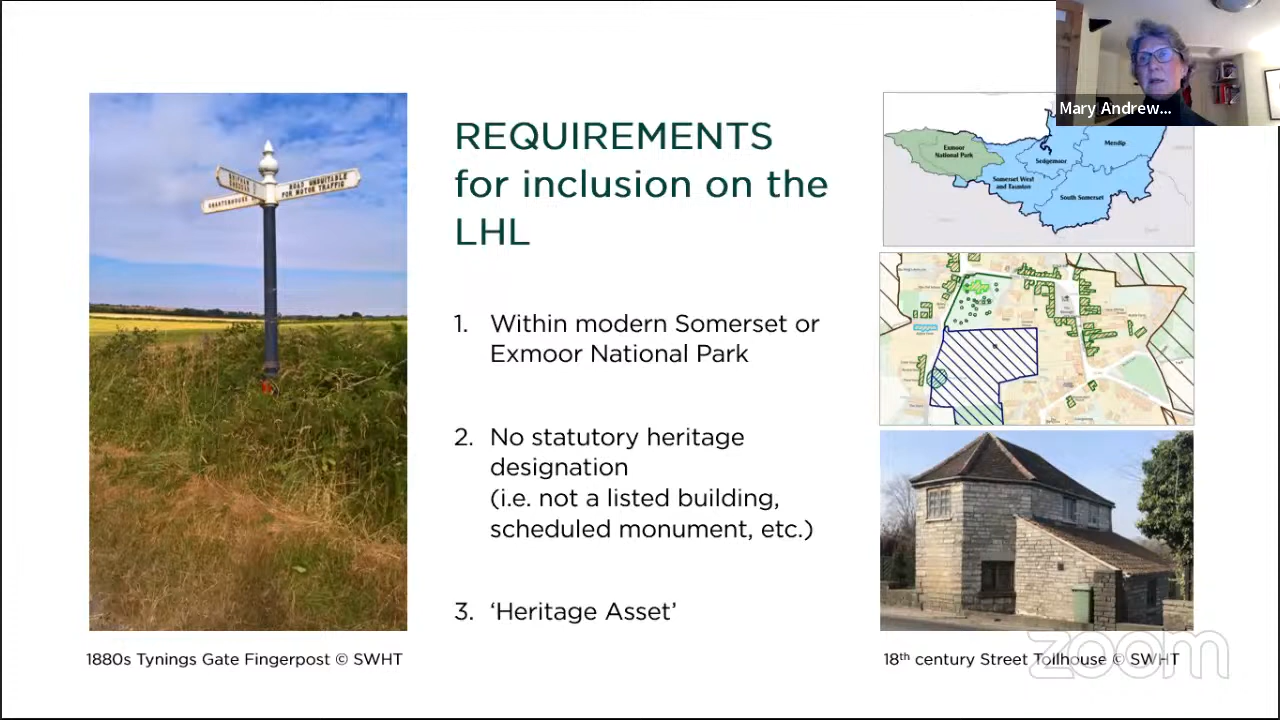 Mary Andrew...
REQUIREMENTS
for inclusion on the
LHL
1. Within modern Somerset or
Exmoor National Park
2. No statutory heritage
designation
(i.e. not a listed building,
scheduled monument, etc.)
3. ‘Heritage Asset’
ROAD UNSUITABLE
FOR MOTOR TRAFFIC
CHARTERHOUSE
1880s Tynings Gate Fingerpost © SWHT
Exmoor
National Park
Mendip
Sedgemoor
Somerset West
and Taunton
South Somerset
18th century Street Tollhouse © SWHT
zoom